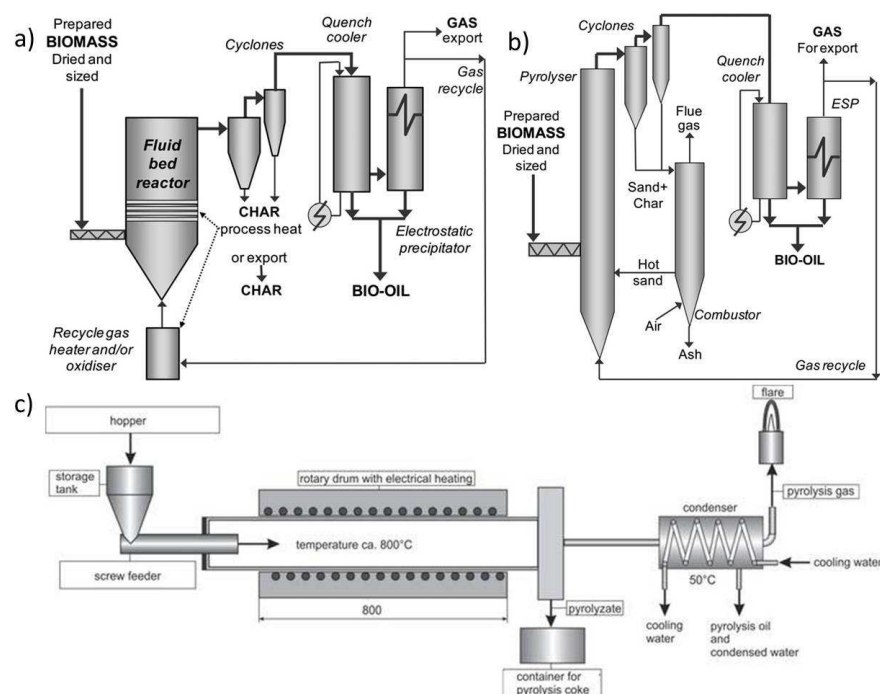 a)
Prepared
BIOMASS
Dried and
sized
Fluid
bed
reactor
Recycle gas
heater and/or
oxidiser
Cyclones
CHAR
process heat
or export
CHAR
Quench
cooler
GAS
export
Gas
recycle
Electrostatic
precipitator
BIO-OIL
b)
Cyclones
Pyrolyser
Prepared
BIOMASS
Dried and
sized
Flue
gas
Sand+
Char
Hot
sand
Air
Combustor
Ash
Quench
cooler
GAS
For export
ESP
BIO-OIL
Gas recycle
c)
hopper
storage
tank
screw feeder
rotary drum with electrical heating
temperature ca. 800°C
800
pyrolyzate
container for
pyrolysis coke
flare
pyrolysis gas
condenser
50°C
cooling water
cooling
water
pyrolysis oil
and
condensed water